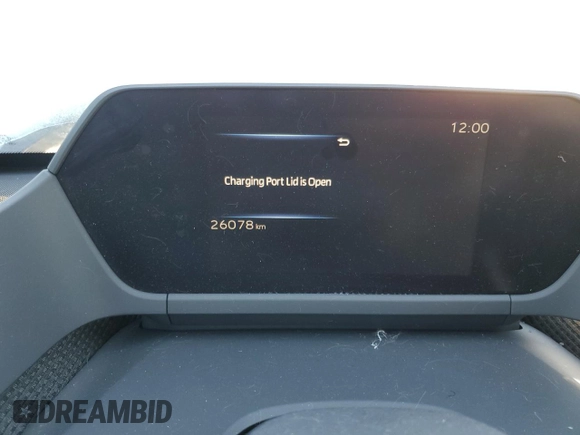 12:00
Charging Port Lid is Open
26078 km
DREAMBID